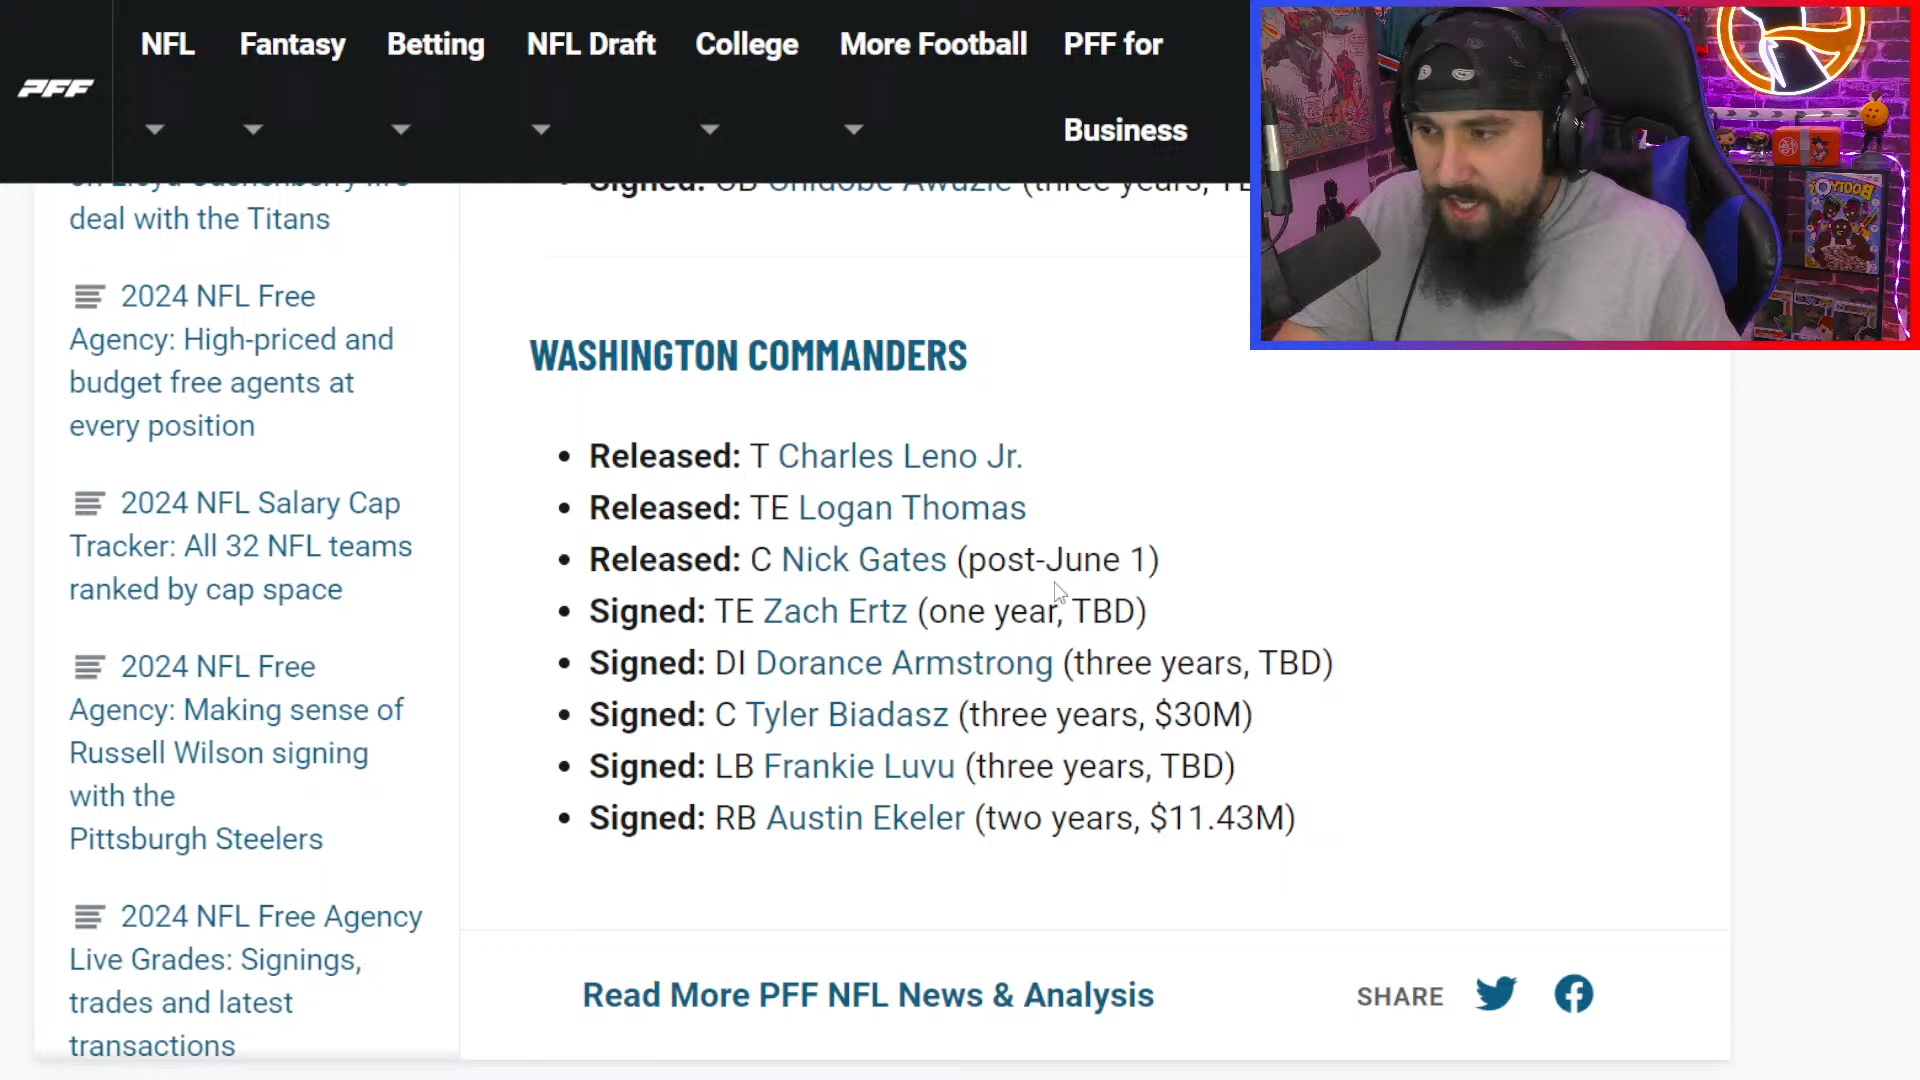 PFF
NFL
Fantasy
Betting
NFL Draft
College
More Football
PFF for
Business
deal with the Titans
2024 NFL Free
Agency: High-priced and
budget free agents at
every position
2024 NFL Salary Cap
Tracker: All 32 NFL teams
ranked by cap space
2024 NFL Free
Agency: Making sense of
Russell Wilson signing
with the
Pittsburgh Steelers
2024 NFL Free Agency
Live Grades: Signings,
trades and latest
transactions
Signed: CB Chidobe Awuzie (three years,
WASHINGTON COMMANDERS
• Released: T Charles Leno Jr.
• Released: TE Logan Thomas
• Released: C Nick Gates (post-June 1)
• Signed: TE Zach Ertz (one year, TBD)
• Signed: DI Dorance Armstrong (three years, TBD)
• Signed: C Tyler Biadasz (three years, $30M)
• Signed: LB Frankie Luvu (three years, TBD)
• Signed: RB Austin Ekeler (two years, $11.43M)
Read More PFF NFL News & Analysis
SHARE